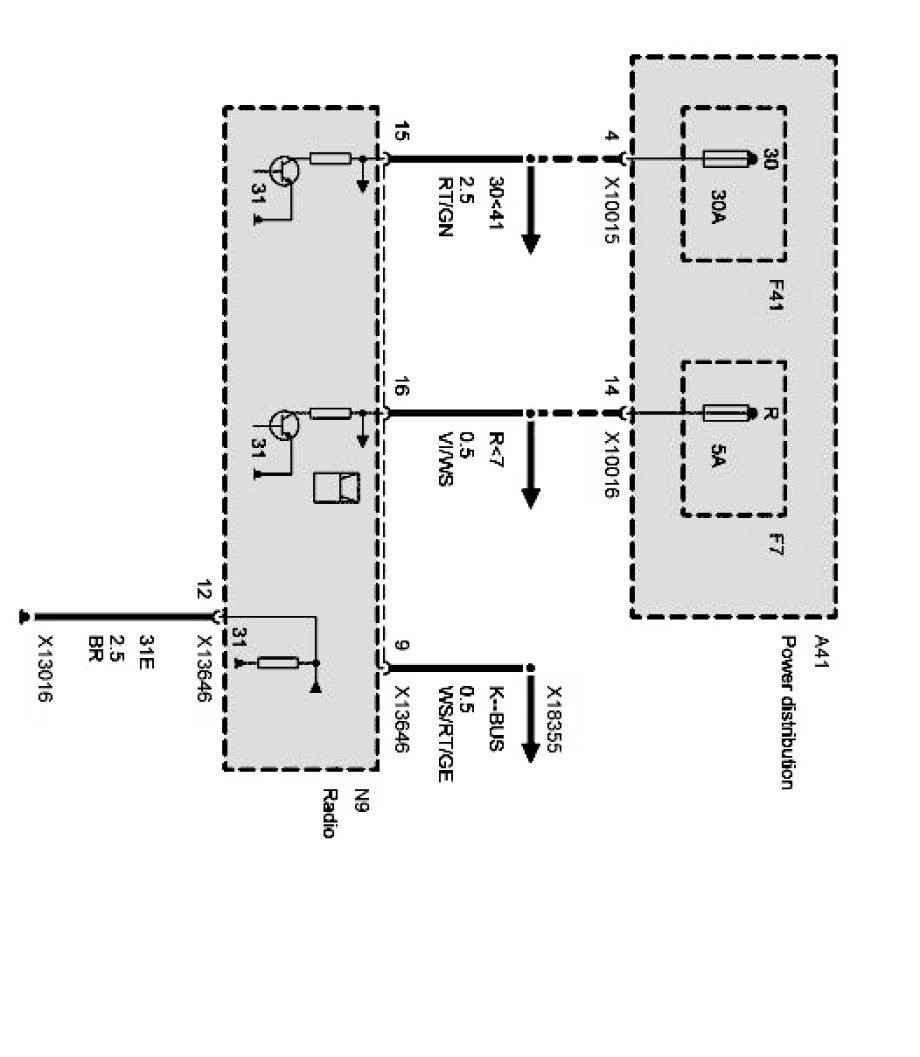 A41
Power distribution
30
30A
F41
R
5A
F7
4
X10015
14
X10016
X18355
30<41
2.5
RT/GN
R<7
0.5
VI/WS
K--BUS
0.5
WS/RT/GE
15
16
9
X13646
N9
Radio
31
31
31
12
X13646
31E
2.5
BR
X13016